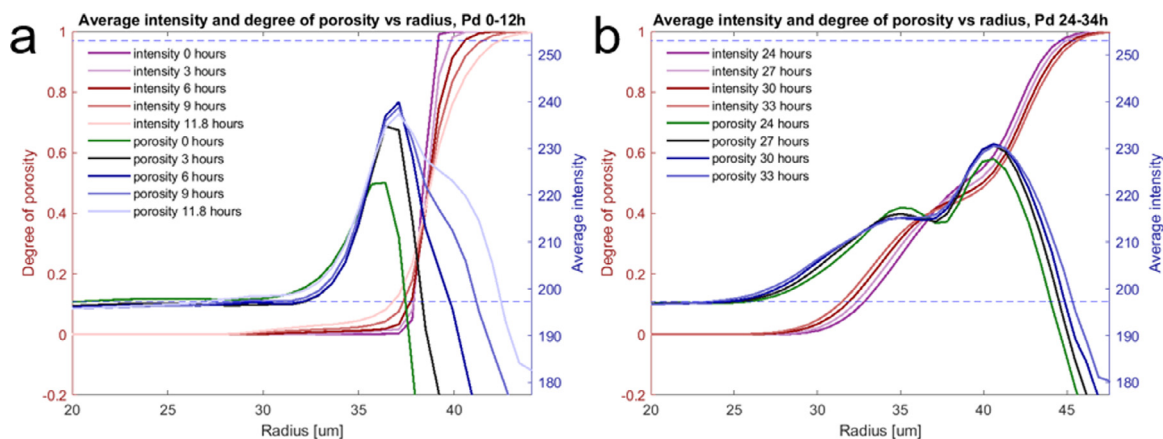 a
Average intensity and degree of porosity vs radius, Pd 0-12h
Degree of porosity
1
0.8
0.6
0.4
0.2
0
-0.2
intensity 0 hours
intensity 3 hours
intensity 6 hours
intensity 9 hours
intensity 11.8 hours
porosity 0 hours
porosity 3 hours
porosity 6 hours
porosity 9 hours
porosity 11.8 hours
250
240
230
220
210
200
190
180
Average intensity
20 25 30 35 40
Radius [um]
b
Average intensity and degree of porosity vs radius, Pd 24-34h
Degree of porosity
1
0.8
0.6
0.4
0.2
0
-0.2
intensity 24 hours
intensity 27 hours
intensity 30 hours
intensity 33 hours
porosity 24 hours
porosity 27 hours
porosity 30 hours
porosity 33 hours
250
240
230
220
210
200
190
180
Average intensity
20 25 30 35 40 45
Radius [um]